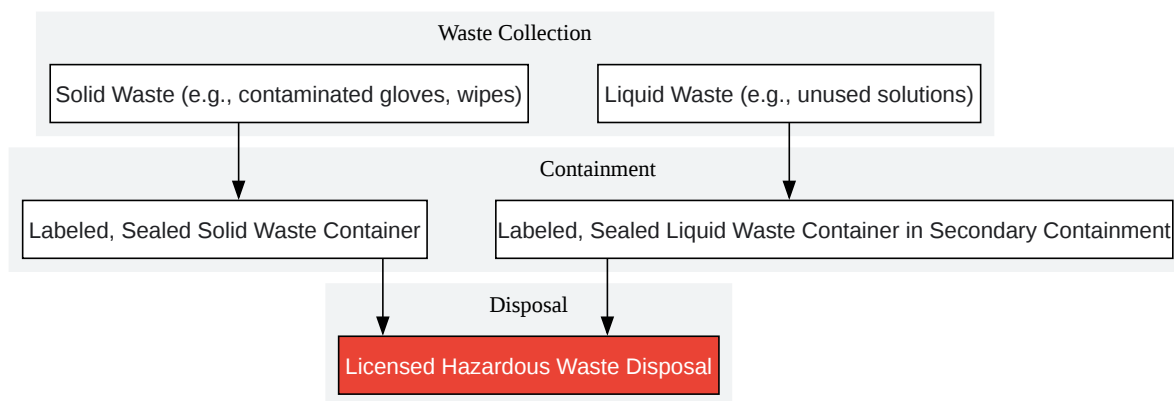 Waste Collection
Solid Waste (e.g., contaminated gloves, wipes)
Liquid Waste (e.g., unused solutions)
Containment
Labeled, Sealed Solid Waste Container
Labeled, Sealed Liquid Waste Container in Secondary Containment
Disposal
Licensed Hazardous Waste Disposal